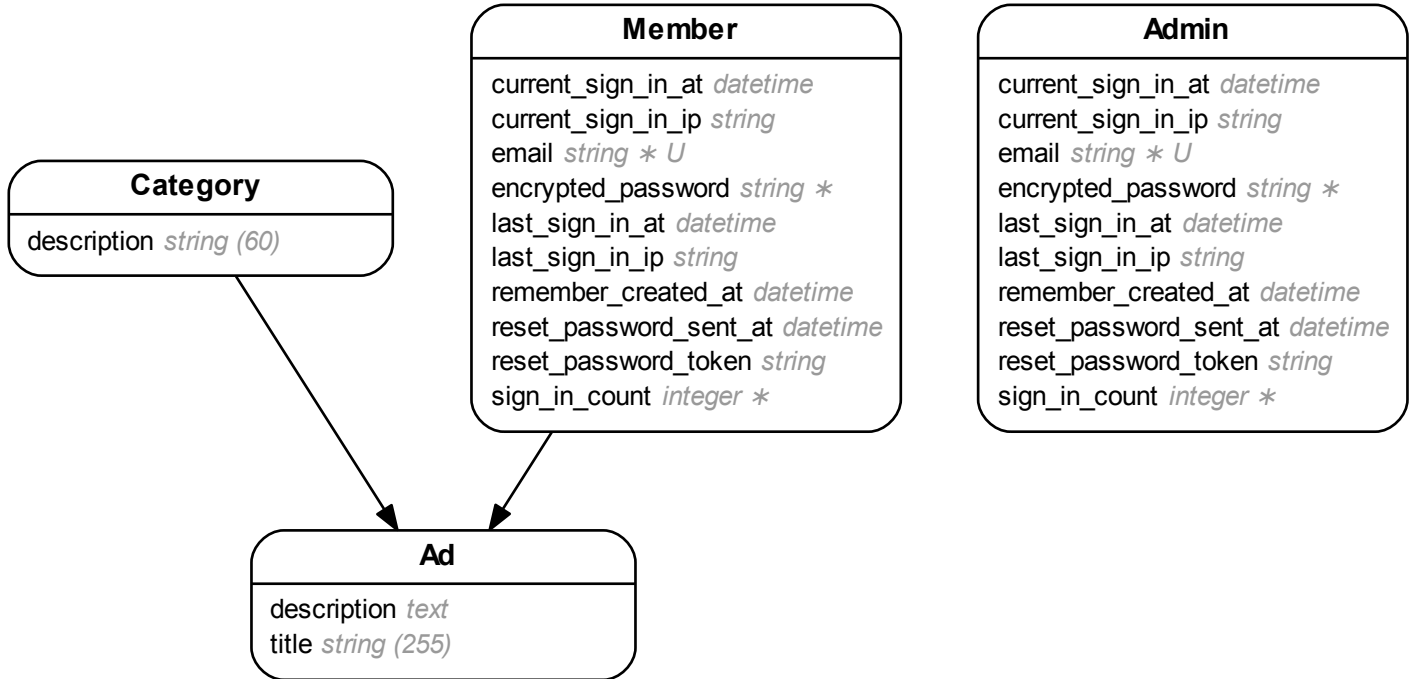 Category
description string (60)
Member
current_sign_in_at datetime
current_sign_in_ip string
email string ∗ U
encrypted_password string ∗
last_sign_in_at datetime
last_sign_in_ip string
remember_created_at datetime
reset_password_sent_at datetime
reset_password_token string
sign_in_count integer ∗
Admin
current_sign_in_at datetime
current_sign_in_ip string
email string ∗ U
encrypted_password string ∗
last_sign_in_at datetime
last_sign_in_ip string
remember_created_at datetime
reset_password_sent_at datetime
reset_password_token string
sign_in_count integer ∗
Ad
description text
title string (255)